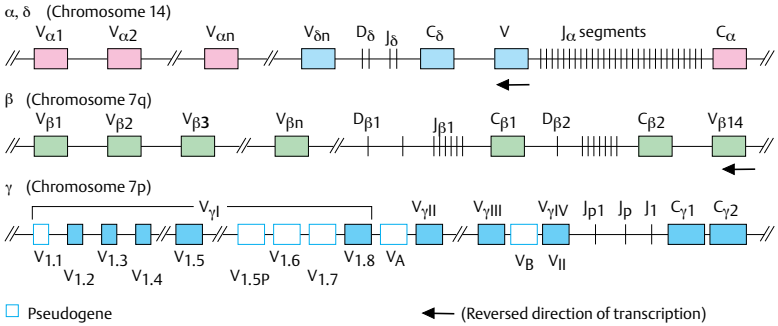 α, δ (Chromosome 14)
Vα1 Vα2 Vαn Vδn Dδ Jδ Cδ V Jα segments Cα
β (Chromosome 7q)
Vβ1 Vβ2 Vβ3 Vβn Dβ1 Jβ1 Cβ1 Dβ2 Cβ2 Vβ14
γ (Chromosome 7p)
VγI VγII VγIII VγIV Jp1 Jp J1 Cγ1 Cγ2
V1.1 V1.2 V1.3 V1.4 V1.5 V1.5P V1.6 V1.7 V1.8 VA VB VII
Pseudogene (Reversed direction of transcription)